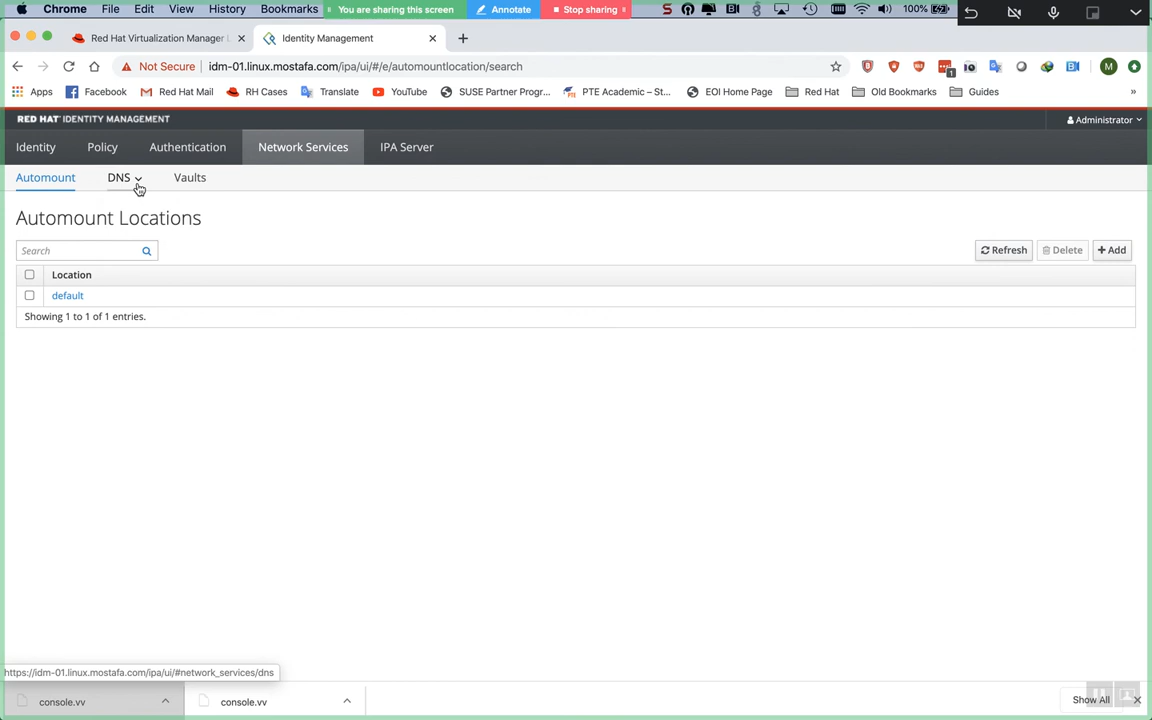 Chrome File Edit View History Bookmarks You are sharing this screen Annotate Stop sharing 100%
Red Hat Virtualization Manager Identity Management
Not Secure idm-01.linux.mostafa.com/ipa/ui/#/e/automountlocation/search 1 M
Apps Facebook Red Hat Mail RH Cases Translate YouTube SUSE Partner Progr... PTE Academic – St... EOI Home Page Red Hat Old Bookmarks Guides »
RED HAT IDENTITY MANAGEMENT Administrator
Identity Policy Authentication Network Services IPA Server
Automount DNS Vaults
Automount Locations
Search Refresh Delete + Add
Location
default
Showing 1 to 1 of 1 entries.
https://idm-01.linux.mostafa.com/ipa/ui/#network_services/dns
console.vv console.vv Show All